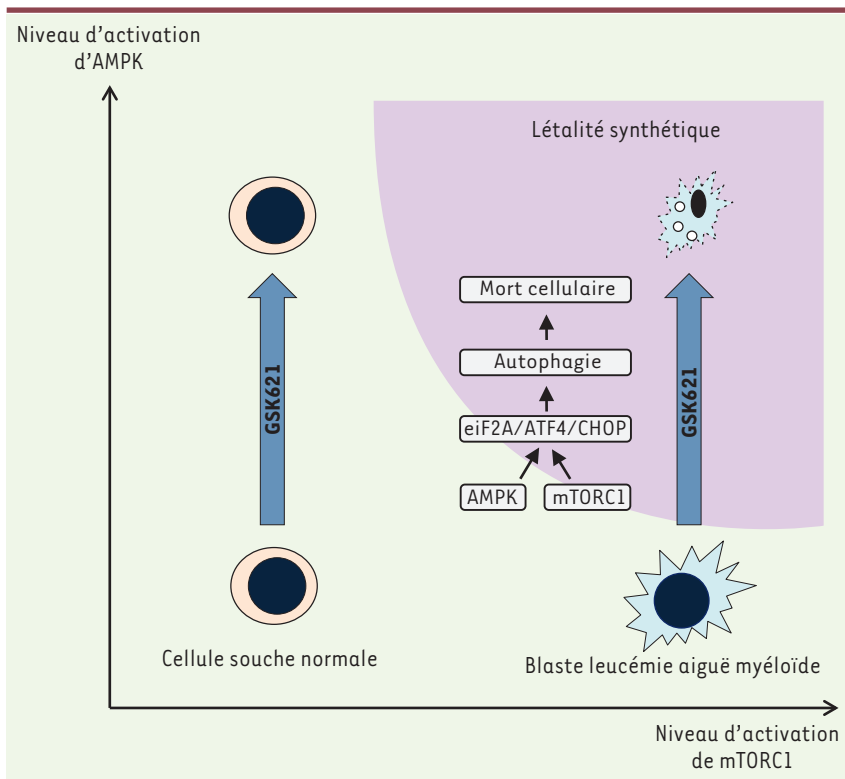 Niveau d'activation
d'AMPK
Létalité synthétique
Mort cellulaire
Autophagie
GSK621
GSK621
eiF2A/ATF4/CHOP
AMPK
mTORC1
Cellule souche normale
Blaste leucémie aiguë myéloïde
Niveau d'activation
de mTORC1